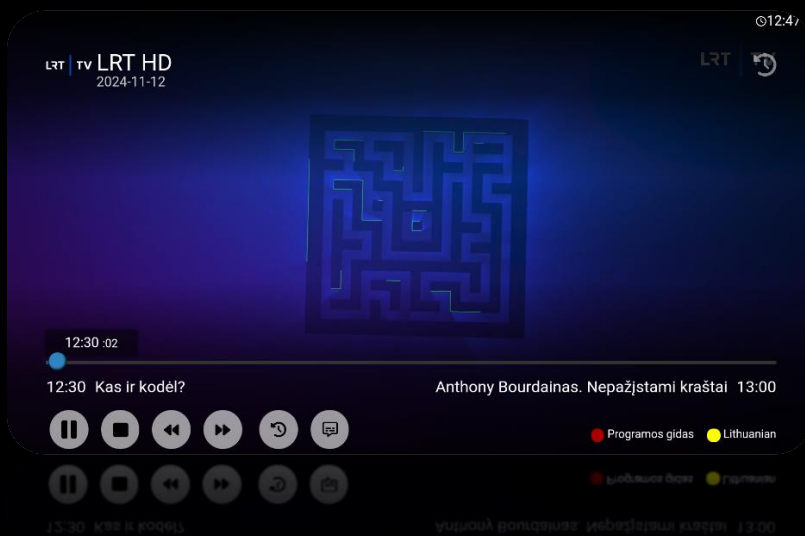 12:47
LRT TV LRT HD
LRT TV
2024-11-12
12:30 :02
12:30 Kas ir kodėl?
Anthony Bourdainas. Nepažįstami kraštai 13:00
Programos gidas
Lithuanian